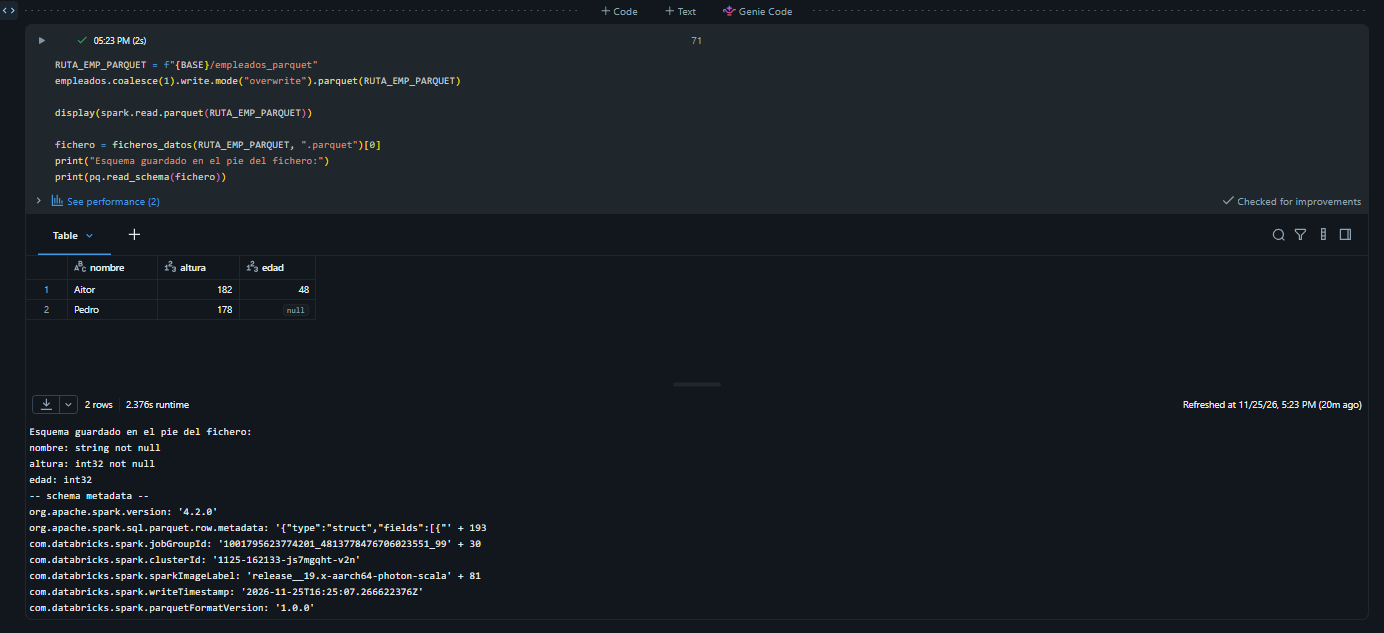 + Code + Text Genie Code
05:23 PM (2s) 71
RUTA_EMP_PARQUET = f"{BASE}/empleados_parquet"
empleados.coalesce(1).write.mode("overwrite").parquet(RUTA_EMP_PARQUET)
display(spark.read.parquet(RUTA_EMP_PARQUET))
fichero = ficheros_datos(RUTA_EMP_PARQUET, ".parquet")[0]
print("Esquema guardado en el pie del fichero:")
print(pq.read_schema(fichero))
See performance (2) Checked for improvements
Table +
nombre altura edad
1 Aitor 182 48
2 Pedro 178 null
2 rows 2.376s runtime Refreshed at 11/25/26, 5:23 PM (20m ago)
Esquema guardado en el pie del fichero:
nombre: string not null
altura: int32 not null
edad: int32
-- schema metadata --
org.apache.spark.version: '4.2.0'
org.apache.spark.sql.parquet.row.metadata: '{"type":"struct","fields":[{"' + 193
com.databricks.spark.jobGroupId: '1001795623774201_4813778476706023551_99' + 30
com.databricks.spark.clusterId: '1125-162133-js7mgqht-v2n'
com.databricks.spark.sparkImageLabel: 'release__19.x-aarch64-photon-scala' + 81
com.databricks.spark.writeTimestamp: '2026-11-25T16:25:07.266622376Z'
com.databricks.spark.parquetFormatVersion: '1.0.0'